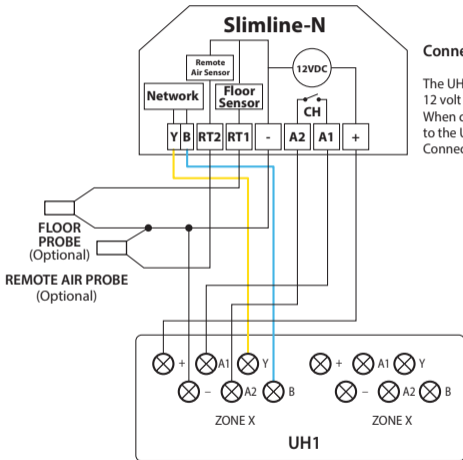 Slimline-N
Remote
Air Sensor
12VDC
Network
Floor
Sensor
CH
Y B RT2 RT1 - A2 A1 +
Conne
The UH
12 volt
When c
to the U
Connec
FLOOR
PROBE
(Optional)
REMOTE AIR PROBE
(Optional)
+ A1 Y + A1 Y
– A2 B – A2 B
ZONE X ZONE X
UH1